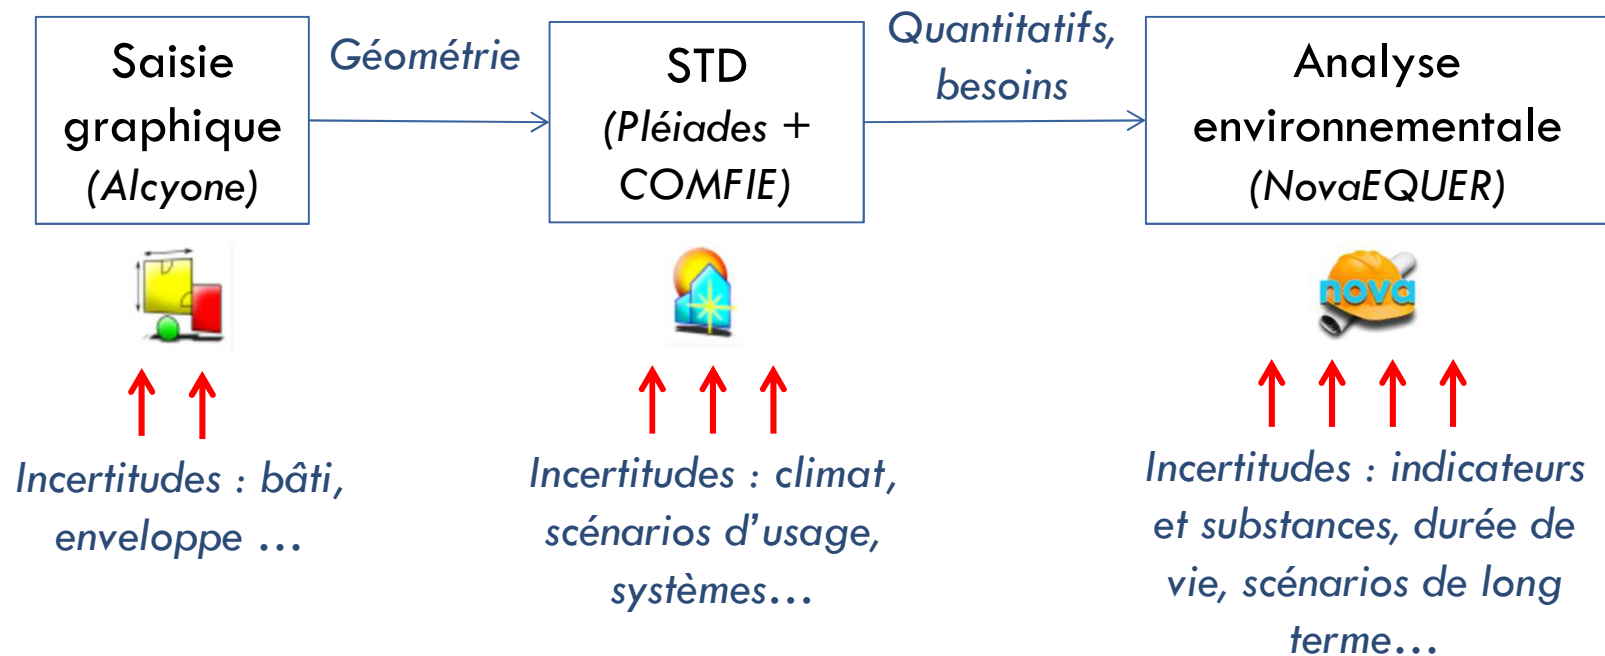 Saisie
graphique
(Alcyone)
Géométrie
STD
(Pléiades +
COMFIE)
Quantitatifs,
besoins
Analyse
environnementale
(NovaEQUER)
nova
Incertitudes : bâti,
enveloppe ...
Incertitudes : climat,
scénarios d’usage,
systèmes...
Incertitudes : indicateurs
et substances, durée de
vie, scénarios de long
terme...